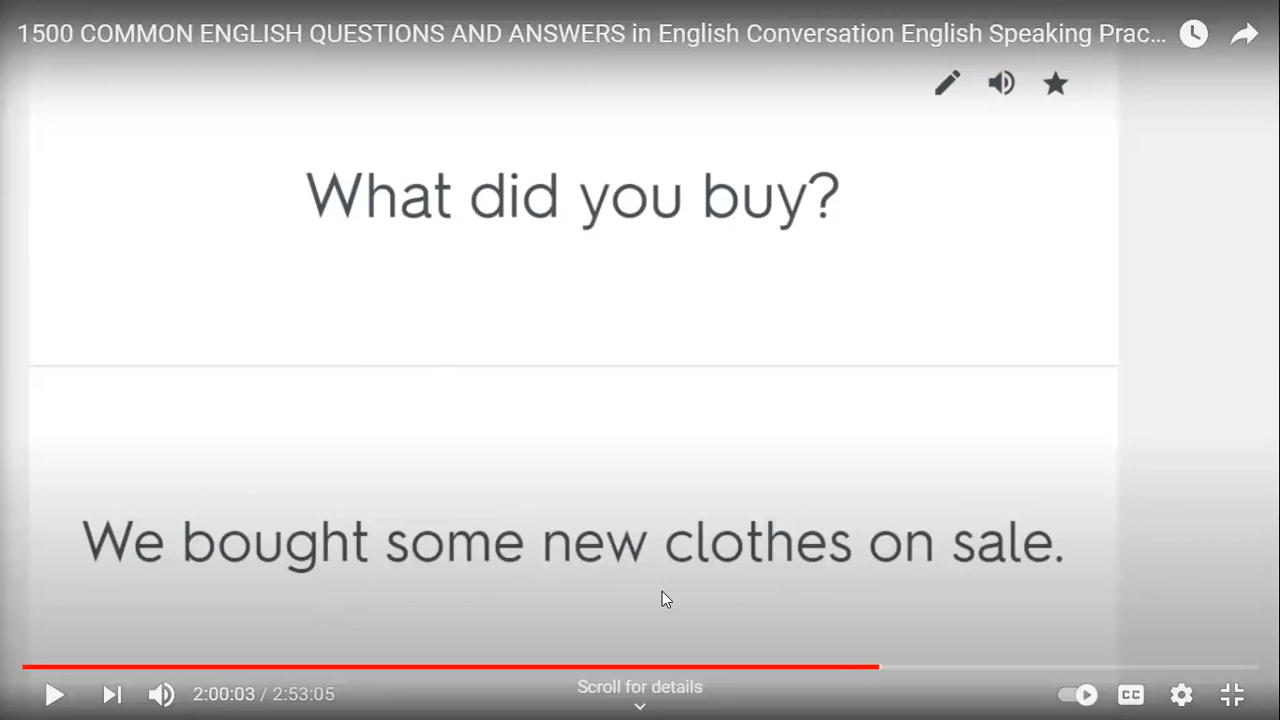 1500 COMMON ENGLISH QUESTIONS AND ANSWERS in English Conversation English Speaking Prac...
What did you buy?
We bought some new clothes on sale.
Scroll for details
2:00:03 / 2:53:05
CC